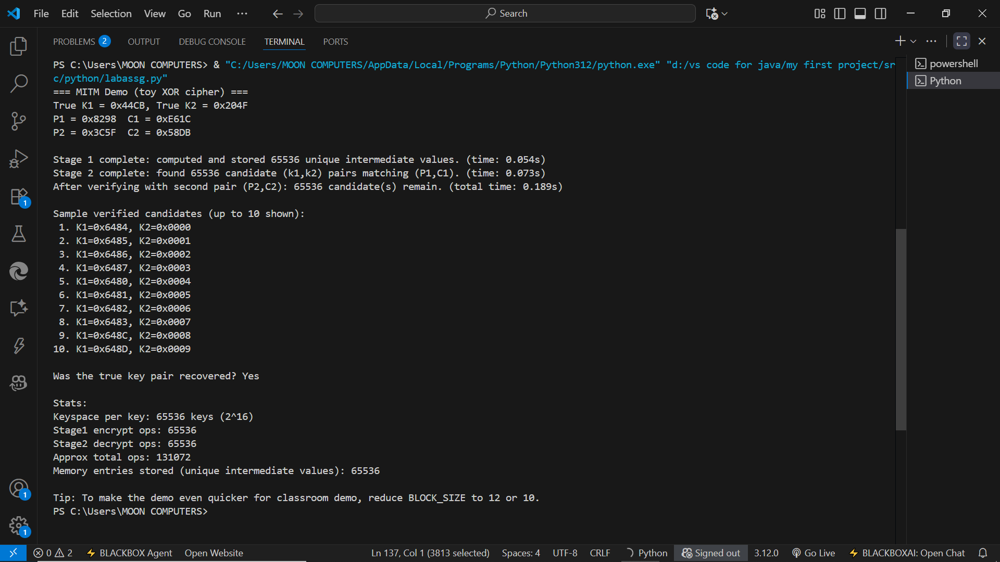 File Edit Selection View Go Run ··· Search
PROBLEMS 2 OUTPUT DEBUG CONSOLE TERMINAL PORTS
PS C:\Users\MOON COMPUTERS> & "C:/Users/MOON COMPUTERS/AppData/Local/Programs/Python/Python312/python.exe" "d:/vs code for java/my first project/sr
c/python/labassg.py"
=== MITM Demo (toy XOR cipher) ===
True K1 = 0x44CB, True K2 = 0x204F
P1 = 0x8298  C1 = 0xE61C
P2 = 0x3C5F  C2 = 0x58DB
Stage 1 complete: computed and stored 65536 unique intermediate values. (time: 0.054s)
Stage 2 complete: found 65536 candidate (k1,k2) pairs matching (P1,C1). (time: 0.073s)
After verifying with second pair (P2,C2): 65536 candidate(s) remain. (total time: 0.189s)
Sample verified candidates (up to 10 shown):
1. K1=0x6484, K2=0x0000
2. K1=0x6485, K2=0x0001
3. K1=0x6486, K2=0x0002
4. K1=0x6487, K2=0x0003
5. K1=0x6480, K2=0x0004
6. K1=0x6481, K2=0x0005
7. K1=0x6482, K2=0x0006
8. K1=0x6483, K2=0x0007
9. K1=0x648C, K2=0x0008
10. K1=0x648D, K2=0x0009
Was the true key pair recovered? Yes
Stats:
Keyspace per key: 65536 keys (2^16)
Stage1 encrypt ops: 65536
Stage2 decrypt ops: 65536
Approx total ops: 131072
Memory entries stored (unique intermediate values): 65536
Tip: To make the demo even quicker for classroom demo, reduce BLOCK_SIZE to 12 or 10.
PS C:\Users\MOON COMPUTERS>
powershell
Python
1
1
1
0 2 BLACKBOX Agent Open Website Ln 137, Col 1 (3813 selected) Spaces: 4 UTF-8 CRLF Python Signed out 3.12.0 Go Live BLACKBOXAI: Open Chat